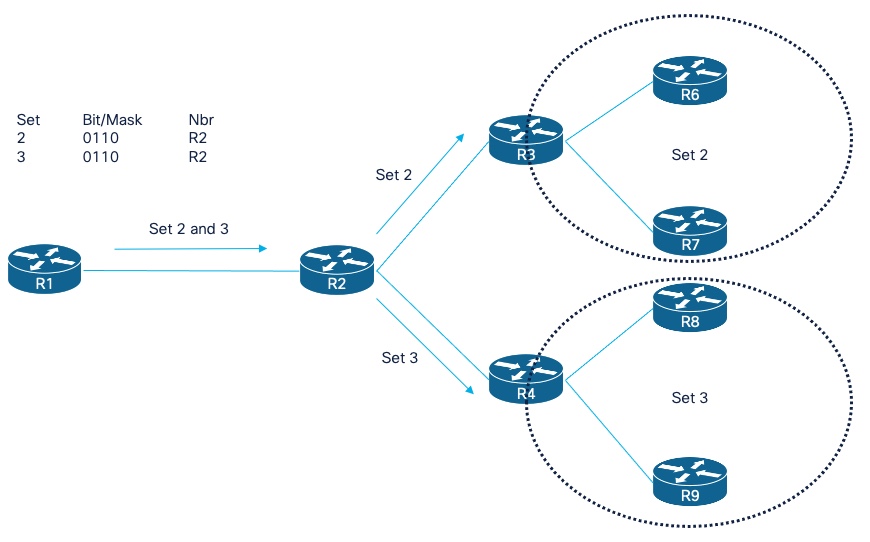 Set Bit/Mask Nbr
2 0110 R2
3 0110 R2
Set 2 and 3
R1
R2
Set 2
Set 3
R3
R4
R6
Set 2
R7
R8
Set 3
R9